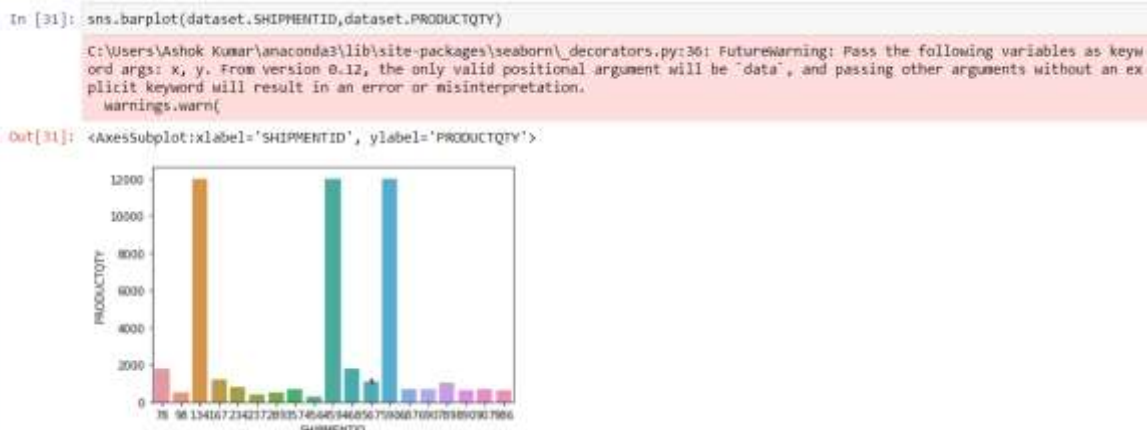 In [31]: sns.barplot(dataset.SHIPMENTID,dataset.PRODUCTQTY)
C:\Users\Ashok Kumar\anaconda3\lib\site-packages\seaborn\_decorators.py:36: FutureWarning: Pass the following variables as keyw
ord args: x, y. From version 0.12, the only valid positional argument will be `data`, and passing other arguments without an ex
plicit keyword will result in an error or misinterpretation.
warnings.warn(
Out[31]: <AxesSubplot:xlabel='SHIPMENTID', ylabel='PRODUCTQTY'>
12000
10000
8000
6000
4000
2000
0
PRODUCTQTY
78 98 134167
SHIPMENTID